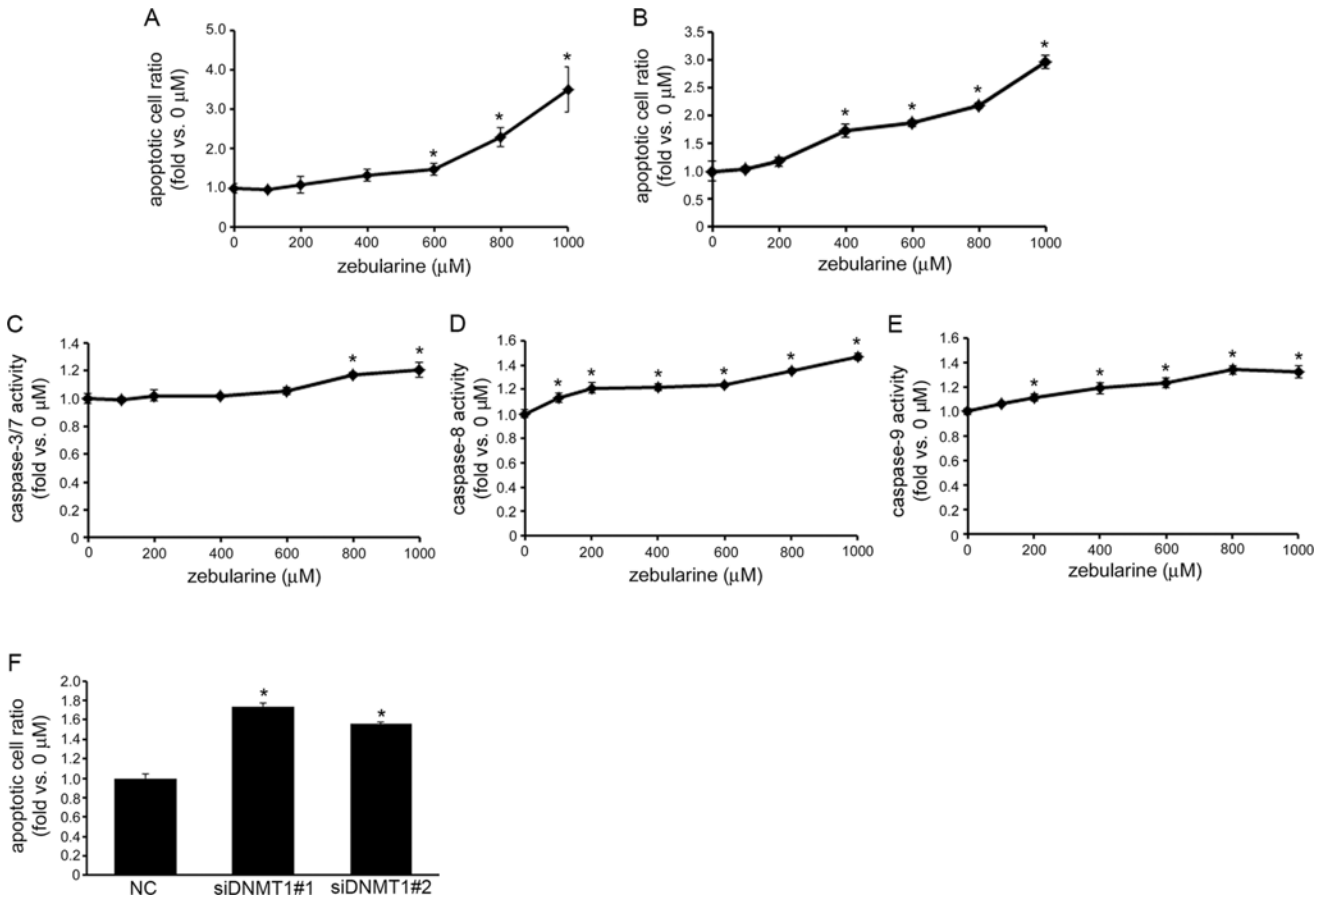 A
apoptotic cell ratio
(fold vs. 0 µM)
5.0
4.0
3.0
2.0
1.0
0
0 200 400 600 800 1000
zebularine (µM)
* * *
B
apoptotic cell ratio
(fold vs. 0 µM)
3.5
3.0
2.5
2.0
1.5
1.0
0.5
0
0 200 400 600 800 1000
zebularine (µM)
* * * *
C
caspase-3/7 activity
(fold vs. 0 µM)
1.4
1.2
1.0
0.8
0.6
0.4
0.2
0
0 200 400 600 800 1000
zebularine (µM)
* *
D
caspase-8 activity
(fold vs. 0 µM)
1.6
1.4
1.2
1.0
0.8
0.6
0.4
0.2
0
0 200 400 600 800 1000
zebularine (µM)
* * * * * *
E
caspase-9 activity
(fold vs. 0 µM)
1.6
1.4
1.2
1.0
0.8
0.6
0.4
0.2
0
0 200 400 600 800 1000
zebularine (µM)
* * * * *
F
apoptotic cell ratio
(fold vs. 0 µM)
2.0
1.8
1.6
1.4
1.2
1.0
0.8
0.6
0.4
0.2
0
* *
NC siDNMT1#1 siDNMT1#2